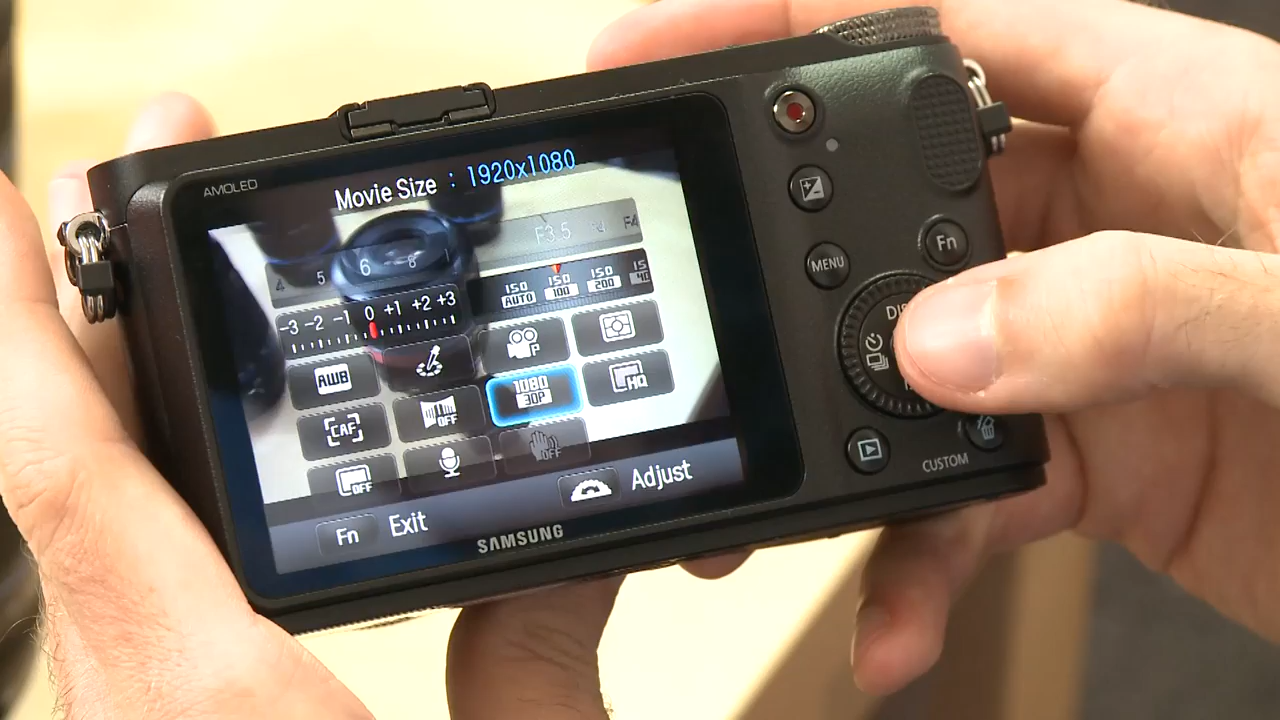 AMOLED
Movie Size : 1920x1080
4 5 6 8
F3.5 F4
-3 -2 -1 0 +1 +2 +3
ISO AUTO ISO 100 ISO 200
AWB
P
CAF
OFF
1080 30P
HQ
OFF
OFF
Fn Exit
Adjust
SAMSUNG
MENU
Fn
CUSTOM